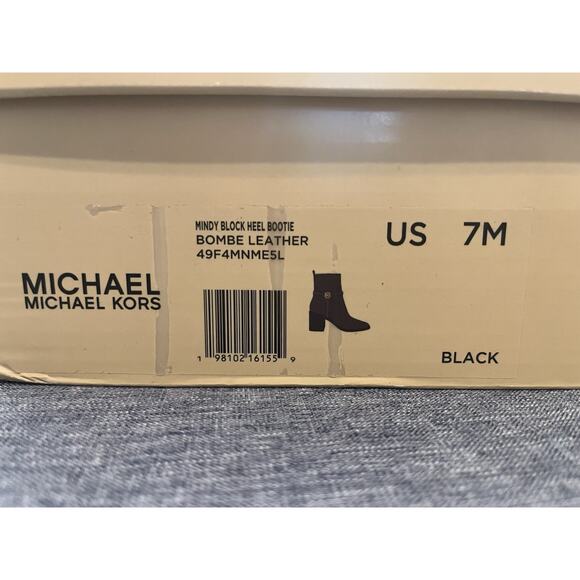 MICHAEL
MICHAEL KORS
MINDY BLOCK HEEL BOOTIE
BOMBE LEATHER
49F4MNME5L
1 98102 16155 9
US 7M
BLACK